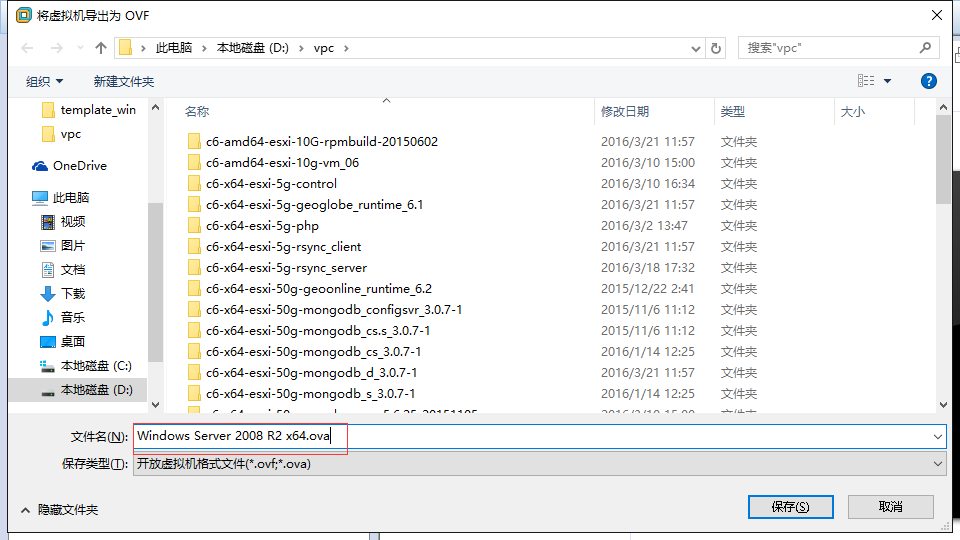 将虚拟机导出为 OVF
此电脑 本地磁盘 (D:) vpc
搜索"vpc"
组织 新建文件夹
template_win
vpc
OneDrive
此电脑
视频
图片
文档
下载
音乐
桌面
本地磁盘 (C:)
本地磁盘 (D:)
名称 修改日期 类型 大小
c6-amd64-esxi-10G-rpmbuild-20150602 2016/3/21 11:57 文件夹
c6-amd64-esxi-10g-vm_06 2016/3/10 15:00 文件夹
c6-x64-esxi-5g-control 2016/3/10 16:34 文件夹
c6-x64-esxi-5g-geoglobe_runtime_6.1 2016/3/21 11:57 文件夹
c6-x64-esxi-5g-php 2016/3/2 13:47 文件夹
c6-x64-esxi-5g-rsync_client 2016/3/21 11:57 文件夹
c6-x64-esxi-5g-rsync_server 2016/3/18 17:32 文件夹
c6-x64-esxi-50g-geoonline_runtime_6.2 2015/12/22 2:41 文件夹
c6-x64-esxi-50g-mongodb_configsvr_3.0.7-1 2015/11/6 11:12 文件夹
c6-x64-esxi-50g-mongodb_cs.s_3.0.7-1 2015/11/6 11:12 文件夹
c6-x64-esxi-50g-mongodb_cs_3.0.7-1 2016/1/14 12:25 文件夹
c6-x64-esxi-50g-mongodb_d_3.0.7-1 2016/3/21 11:57 文件夹
c6-x64-esxi-50g-mongodb_s_3.0.7-1 2016/1/14 12:25 文件夹
文件名(N): Windows Server 2008 R2 x64.ova
保存类型(T): 开放虚拟机格式文件(*.ovf;*.ova)
隐藏文件夹 保存(S) 取消